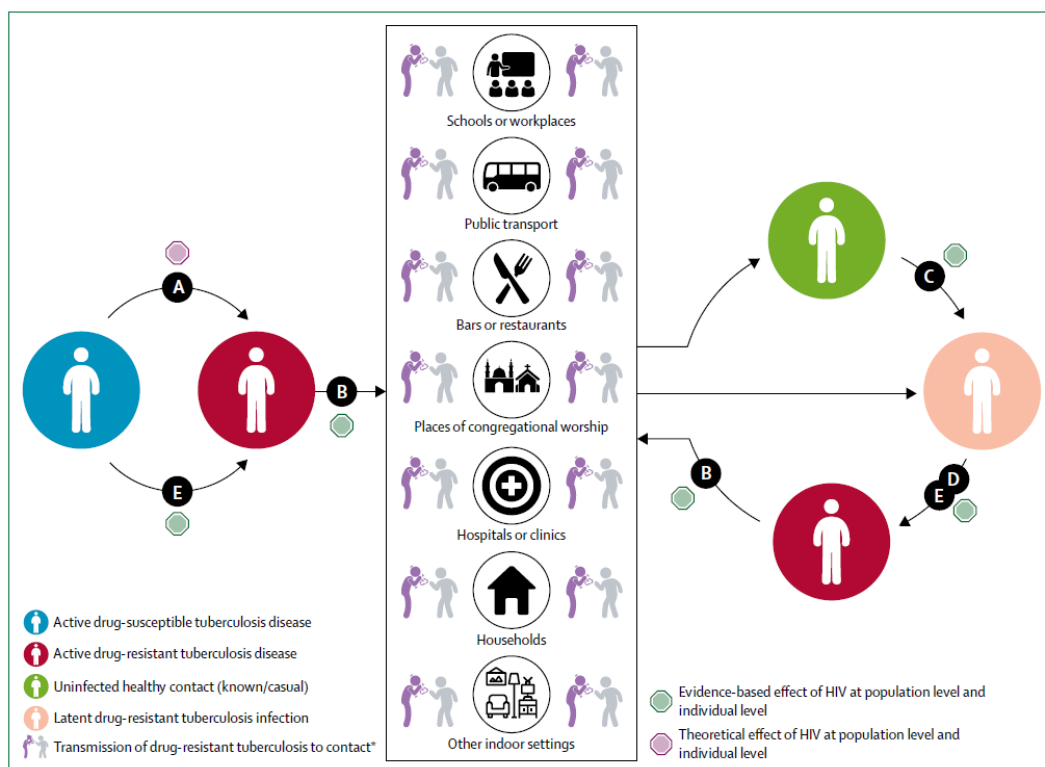 Schools or workplaces
Public transport
Bars or restaurants
Places of congregational worship
Hospitals or clinics
Households
Other indoor settings
A
B
E
C
D
E
B
Active drug-susceptible tuberculosis disease
Active drug-resistant tuberculosis disease
Uninfected healthy contact (known/casual)
Latent drug-resistant tuberculosis infection
Transmission of drug-resistant tuberculosis to contact*
Evidence-based effect of HIV at population level and
individual level
Theoretical effect of HIV at population level and
individual level